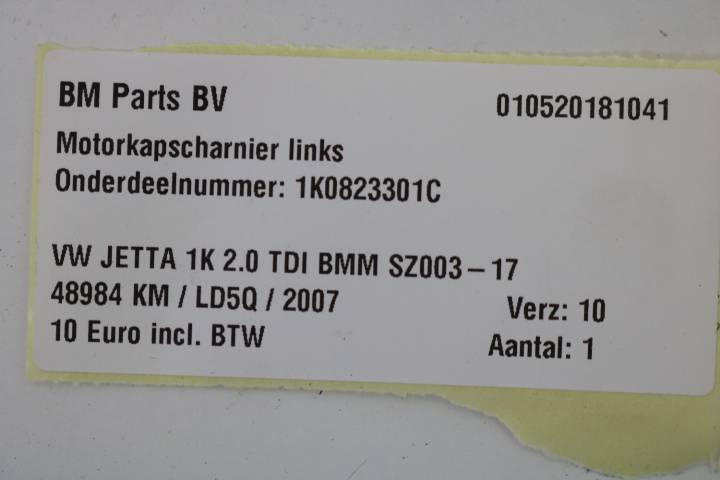 BM Parts BV 010520181041
Motorkapscharnier links
Onderdeelnummer: 1K0823301C
VW JETTA 1K 2.0 TDI BMM SZ003-17
48984 KM / LD5Q / 2007 Verz: 10
10 Euro incl. BTW Aantal: 1